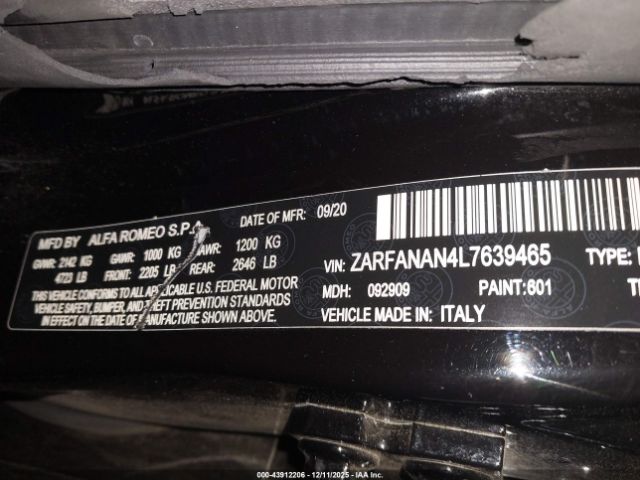 MFD BY ALFA ROMEO S.P. DATE OF MFR: 09/20
GVWR: 2142 KG GAWR: 1000 KG GAWR: 1200 KG
4723 LB FRONT: 2205 LB REAR: 2646 LB
THIS VEHICLE CONFORMS TO ALL APPLICABLE U.S. FEDERAL MOTOR
VEHICLE SAFETY, BUMPER, AND THEFT PREVENTION STANDARDS
IN EFFECT ON THE DATE OF MANUFACTURE SHOWN ABOVE.
VIN: ZARFANAN4L7639465 TYPE:
MDH: 092909 PAINT:601
VEHICLE MADE IN: ITALY
000-43912206 - 12/11/2025 - IAAI.COM